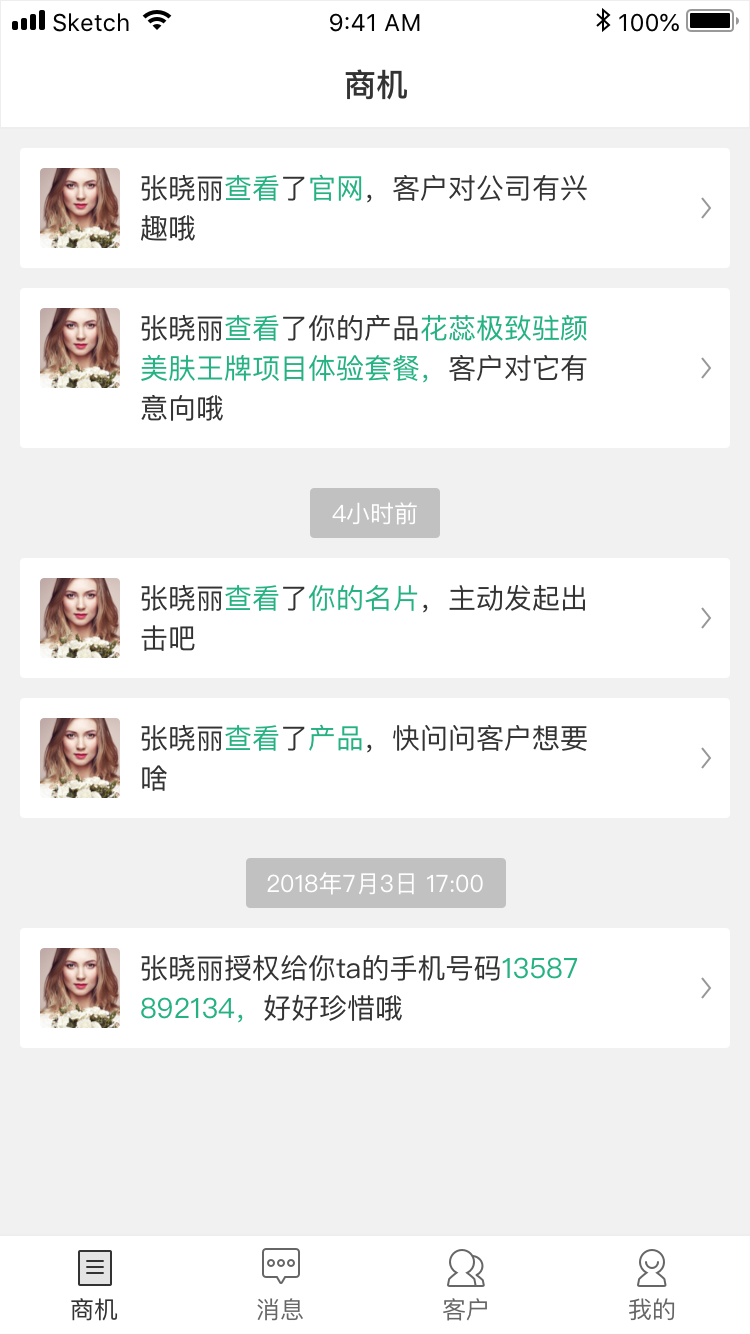 Sketch 9:41 AM 100%
商机
张晓丽查看了官网，客户对公司有兴
趣哦
张晓丽查看了你的产品花蕊极致驻颜
美肤王牌项目体验套餐，客户对它有
意向哦
4小时前
张晓丽查看了你的名片，主动发起出
击吧
张晓丽查看了产品，快问问客户想要
啥
2018年7月3日 17:00
张晓丽授权给你ta的手机号码13587
892134，好好珍惜哦
商机 消息 客户 我的